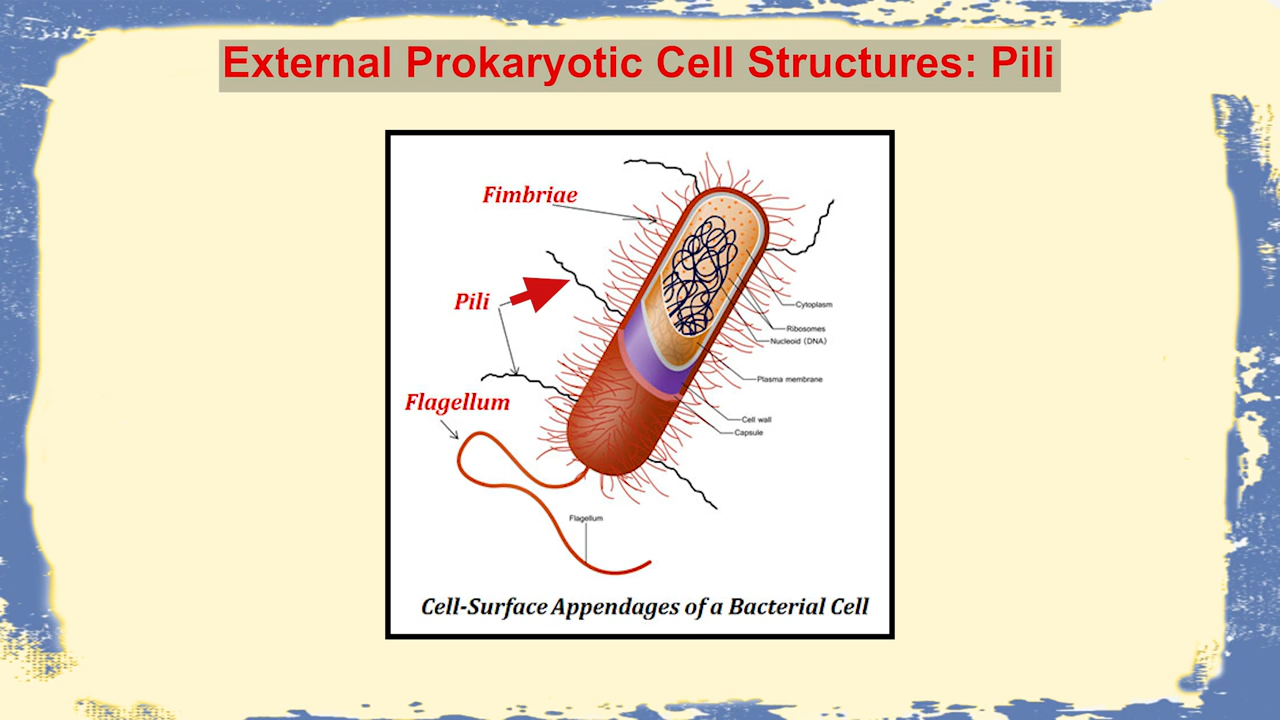 External Prokaryotic Cell Structures: Pili
Fimbriae
Pili
Flagellum
Cytoplasm
Ribosomes
Nucleoid (DNA)
Plasma membrane
Cell wall
Capsule
Flagellum
Cell-Surface Appendages of a Bacterial Cell